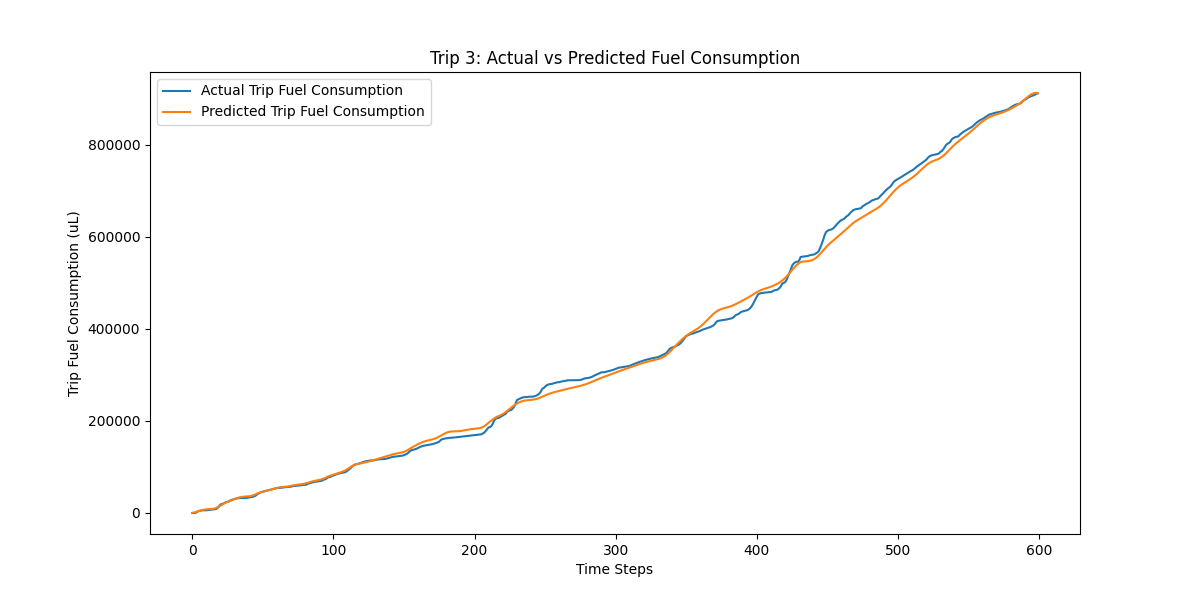 Trip 3: Actual vs Predicted Fuel Consumption
Actual Trip Fuel Consumption
Predicted Trip Fuel Consumption
Trip Fuel Consumption (uL)
800000
600000
400000
200000
0
0 100 200 300 400 500 600
Time Steps